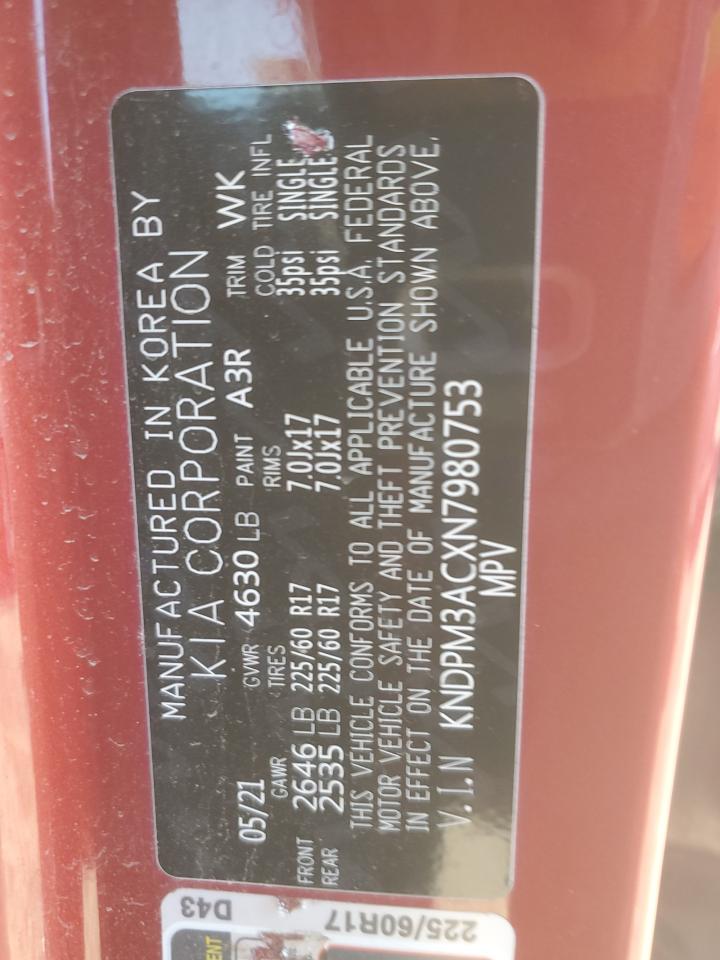 MANUFACTURED IN KOREA BY
KIA CORPORATION
05/21 GVWR 4630 LB PAINT A3R TRIM WK
GAWR TIRES RIMS COLD TIRE INFL
FRONT 2646 LB 225/60 R17 7.0Jx17 35psi SINGLE
REAR 2535 LB 225/60 R17 7.0Jx17 35psi SINGLE
THIS VEHICLE CONFORMS TO ALL APPLICABLE U.S.A. FEDERAL
MOTOR VEHICLE SAFETY AND THEFT PREVENTION STANDARDS
IN EFFECT ON THE DATE OF MANUFACTURE SHOWN ABOVE,
V.I.N KNDPM3ACXN7980753
MPV
D43
225/60R17